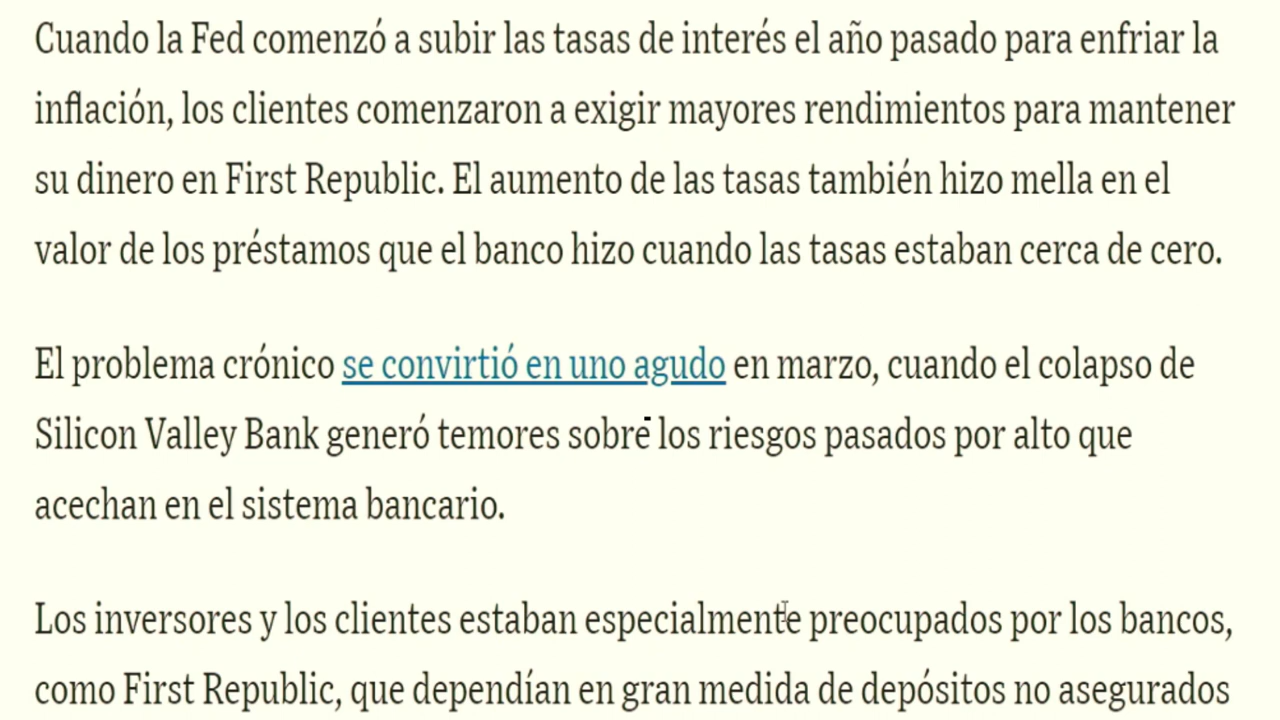 Cuando la Fed comenzó a subir las tasas de interés el año pasado para enfriar la
inflación, los clientes comenzaron a exigir mayores rendimientos para mantener
su dinero en First Republic. El aumento de las tasas también hizo mella en el
valor de los préstamos que el banco hizo cuando las tasas estaban cerca de cero.
El problema crónico se convirtió en uno agudo en marzo, cuando el colapso de
Silicon Valley Bank generó temores sobre los riesgos pasados por alto que
acechan en el sistema bancario.
Los inversores y los clientes estaban especialmente preocupados por los bancos,
como First Republic, que dependían en gran medida de depósitos no asegurados